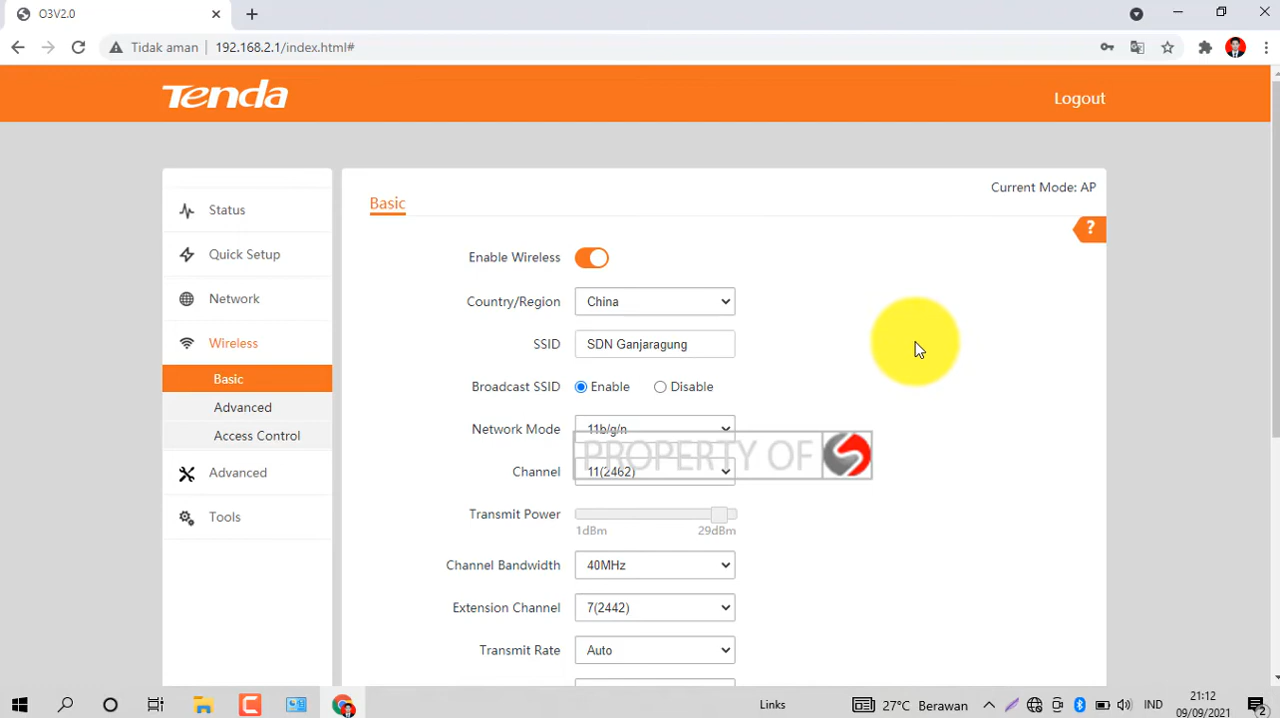 O3V2.0
Tidak aman
192.168.2.1/index.html#
Tenda
Logout
Current Mode: AP
Status
Quick Setup
Network
Wireless
Basic
Advanced
Access Control
Advanced
Tools
Basic
?
Enable Wireless
Country/Region China
SSID SDN Ganjaragung
Broadcast SSID Enable Disable
Network Mode 11b/g/n
PROPERTY OF
Channel 11(2462)
Transmit Power
1dBm 29dBm
Channel Bandwidth 40MHz
Extension Channel 7(2442)
Transmit Rate Auto
Links
27°C Berawan
IND
21:12
09/09/2021
2